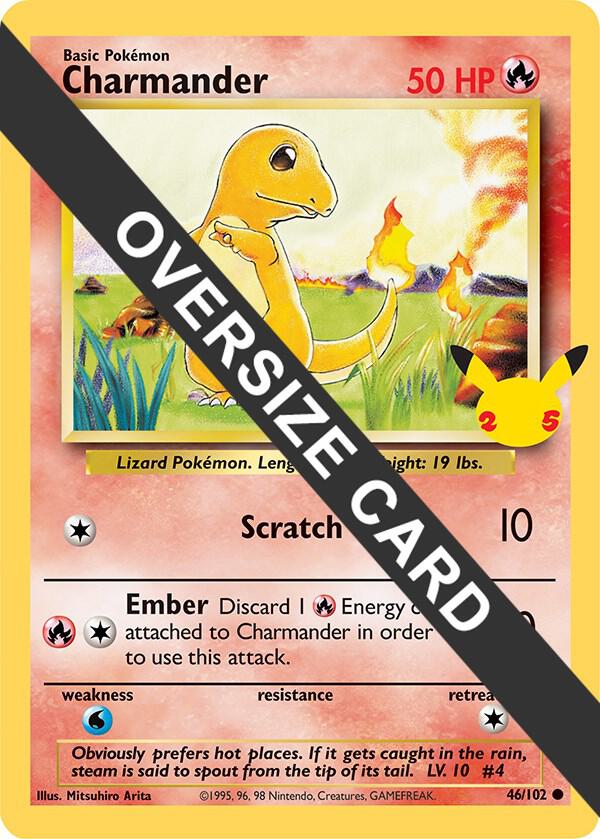 Basic Pokémon
Charmander 50 HP
OVERSIZE CARD
2 5
Lizard Pokémon. Leng ight: 19 lbs.
Scratch 10
Ember Discard 1 Energy
attached to Charmander in order
to use this attack.
weakness resistance retrea
Obviously prefers hot places. If it gets caught in the rain,
steam is said to spout from the tip of its tail. LV. 10 #4
Illus. Mitsuhiro Arita ©1995, 96, 98 Nintendo, Creatures, GAMEFREAK. 46/102